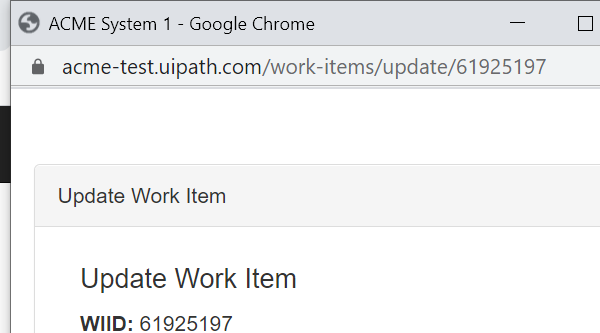 ACME System 1 - Google Chrome
acme-test.uipath.com/work-items/update/61925197
Update Work Item
Update Work Item
WIID: 61925197